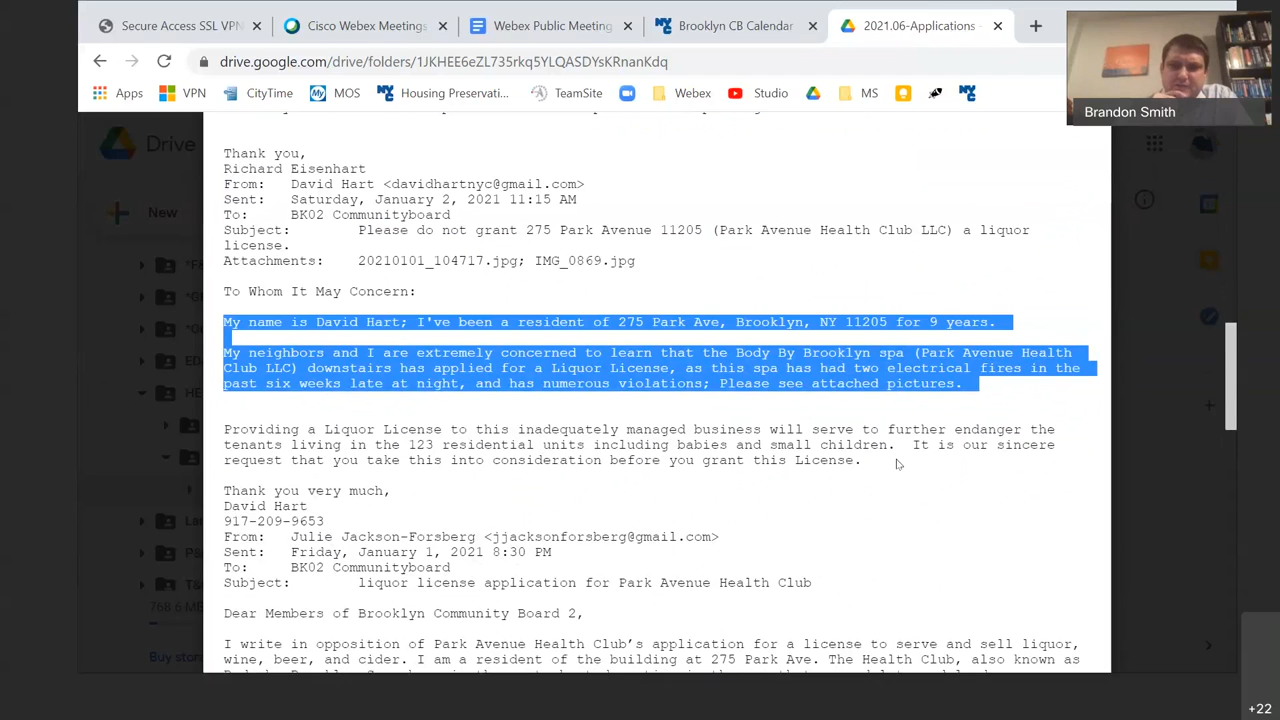 Secure Access SSL VPN
Cisco Webex Meetings
Webex Public Meeting
Brooklyn CB Calendar
2021.06-Applications -
drive.google.com/drive/folders/1JKHEE6eZL735rkq5YLQASDYsKRnanKdq
Apps
VPN
CityTime
MOS
Housing Preservati...
TeamSite
Webex
Studio
MS
Brandon Smith
Drive
New
Thank you,
Richard Eisenhart
From: David Hart <davidhartnyc@gmail.com>
Sent: Saturday, January 2, 2021 11:15 AM
To: BK02 Communityboard
Subject: Please do not grant 275 Park Avenue 11205 (Park Avenue Health Club LLC) a liquor
license.
Attachments: 20210101_104717.jpg; IMG_0869.jpg
To Whom It May Concern:
My name is David Hart; I've been a resident of 275 Park Ave, Brooklyn, NY 11205 for 9 years.
My neighbors and I are extremely concerned to learn that the Body By Brooklyn spa (Park Avenue Health
Club LLC) downstairs has applied for a Liquor License, as this spa has had two electrical fires in the
past six weeks late at night, and has numerous violations; Please see attached pictures.
Providing a Liquor License to this inadequately managed business will serve to further endanger the
tenants living in the 123 residential units including babies and small children. It is our sincere
request that you take this into consideration before you grant this License.
Thank you very much,
David Hart
917-209-9653
From: Julie Jackson-Forsberg <jjacksonforsberg@gmail.com>
Sent: Friday, January 1, 2021 8:30 PM
To: BK02 Communityboard
Subject: liquor license application for Park Avenue Health Club
Dear Members of Brooklyn Community Board 2,
I write in opposition of Park Avenue Health Club's application for a license to serve and sell liquor,
wine, beer, and cider. I am a resident of the building at 275 Park Ave. The Health Club, also known as
768.6 M
Buy stor
+22